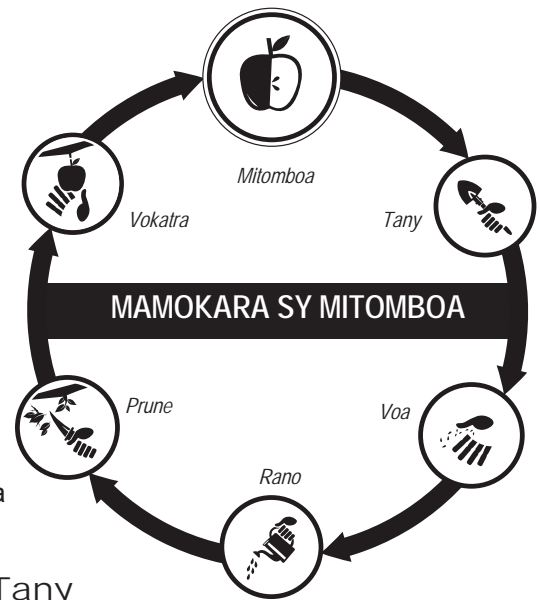 Mitomboa
Vokatra
Tany
MAMOKARA SY MITOMBOA
Prune
Voa
Rano
a
Tany